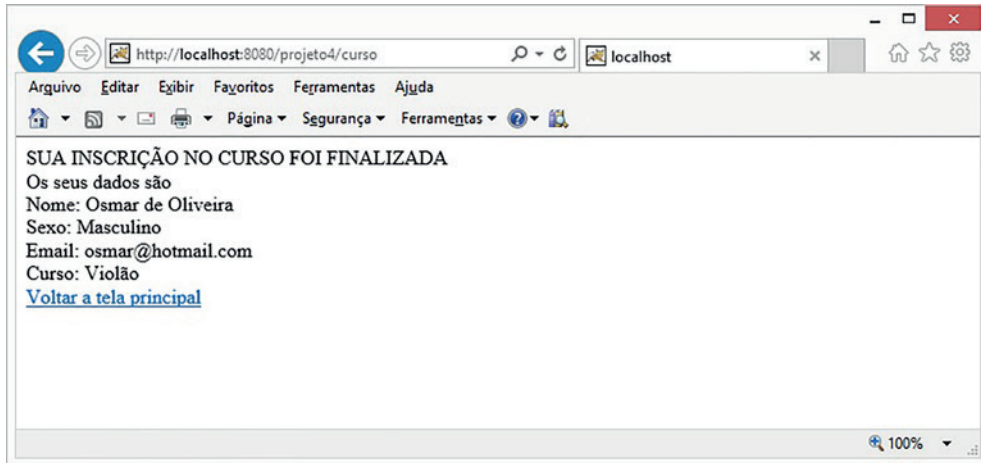 http://localhost:8080/projeto4/curso
localhost
Arquivo Editar Exibir Favoritos Ferramentas Ajuda
Página Segurança Ferramentas
SUA INSCRIÇÃO NO CURSO FOI FINALIZADA
Os seus dados são
Nome: Osmar de Oliveira
Sexo: Masculino
Email: osmar@hotmail.com
Curso: Violão
Voltar a tela principal
100%